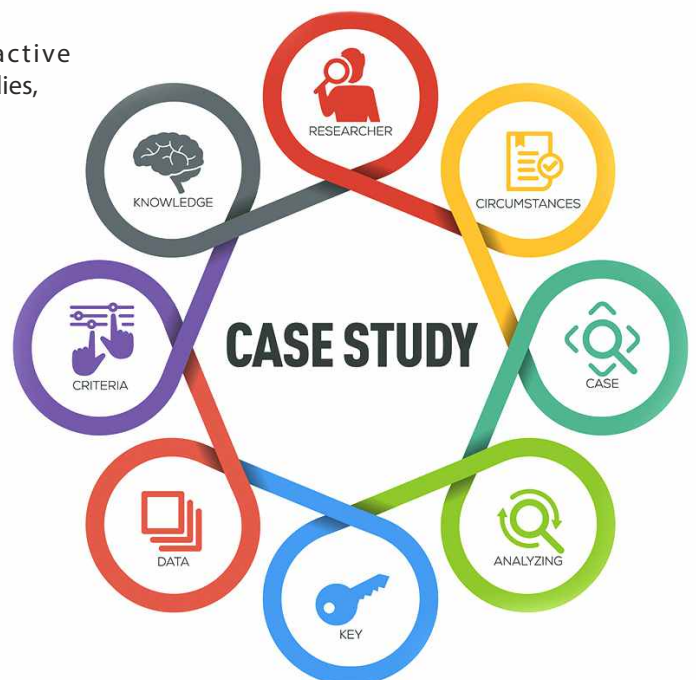 active
lies,
RESEARCHER
KNOWLEDGE
CIRCUMSTANCES
CASE STUDY
CRITERIA
CASE
DATA
ANALYZING
KEY